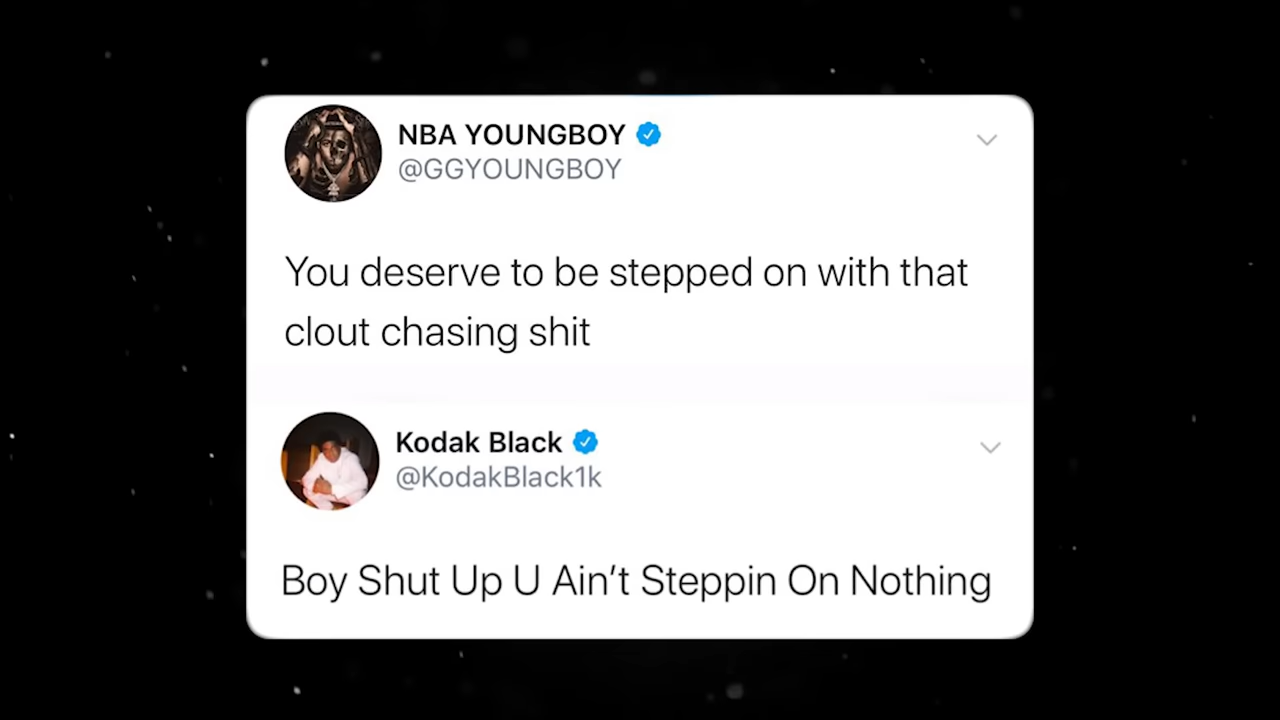 NBA YOUNGBOY
@GGYOUNGBOY
You deserve to be stepped on with that
clout chasing shit
Kodak Black
@KodakBlack1k
Boy Shut Up U Ain’t Steppin On Nothing